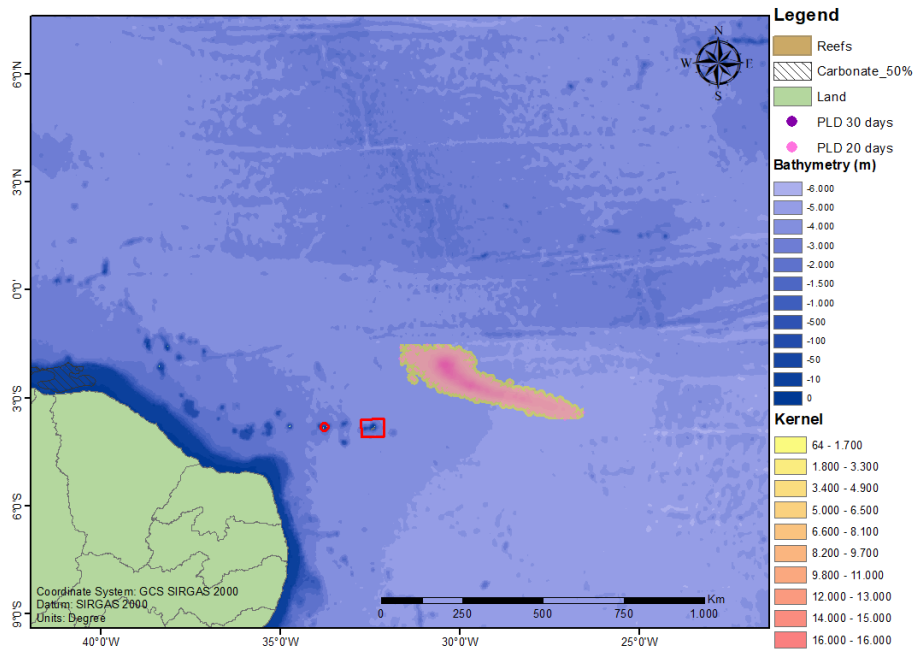 Legend
Reefs
Carbonate_50%
Land
PLD 30 days
PLD 20 days
Bathymetry (m)
-6.000
-5.000
-4.000
-3.000
-2.000
-1.500
-1.000
-500
-100
-50
-10
0
Kernel
64 - 1.700
1.800 - 3.300
3.400 - 4.900
5.000 - 6.500
6.600 - 8.100
8.200 - 9.700
9.800 - 11.000
12.000 - 13.000
14.000 - 15.000
16.000 - 16.000
N
W E
S
6°0'N
3°0'N
0°0'
3°0'S
6°0'S
9°0'S
Coordinate System: GCS SIRGAS 2000
Datum: SIRGAS 2000
Units: Degree
Km
0 250 500 750 1.000
40°0'W 35°0'W 30°0'W 25°0'W